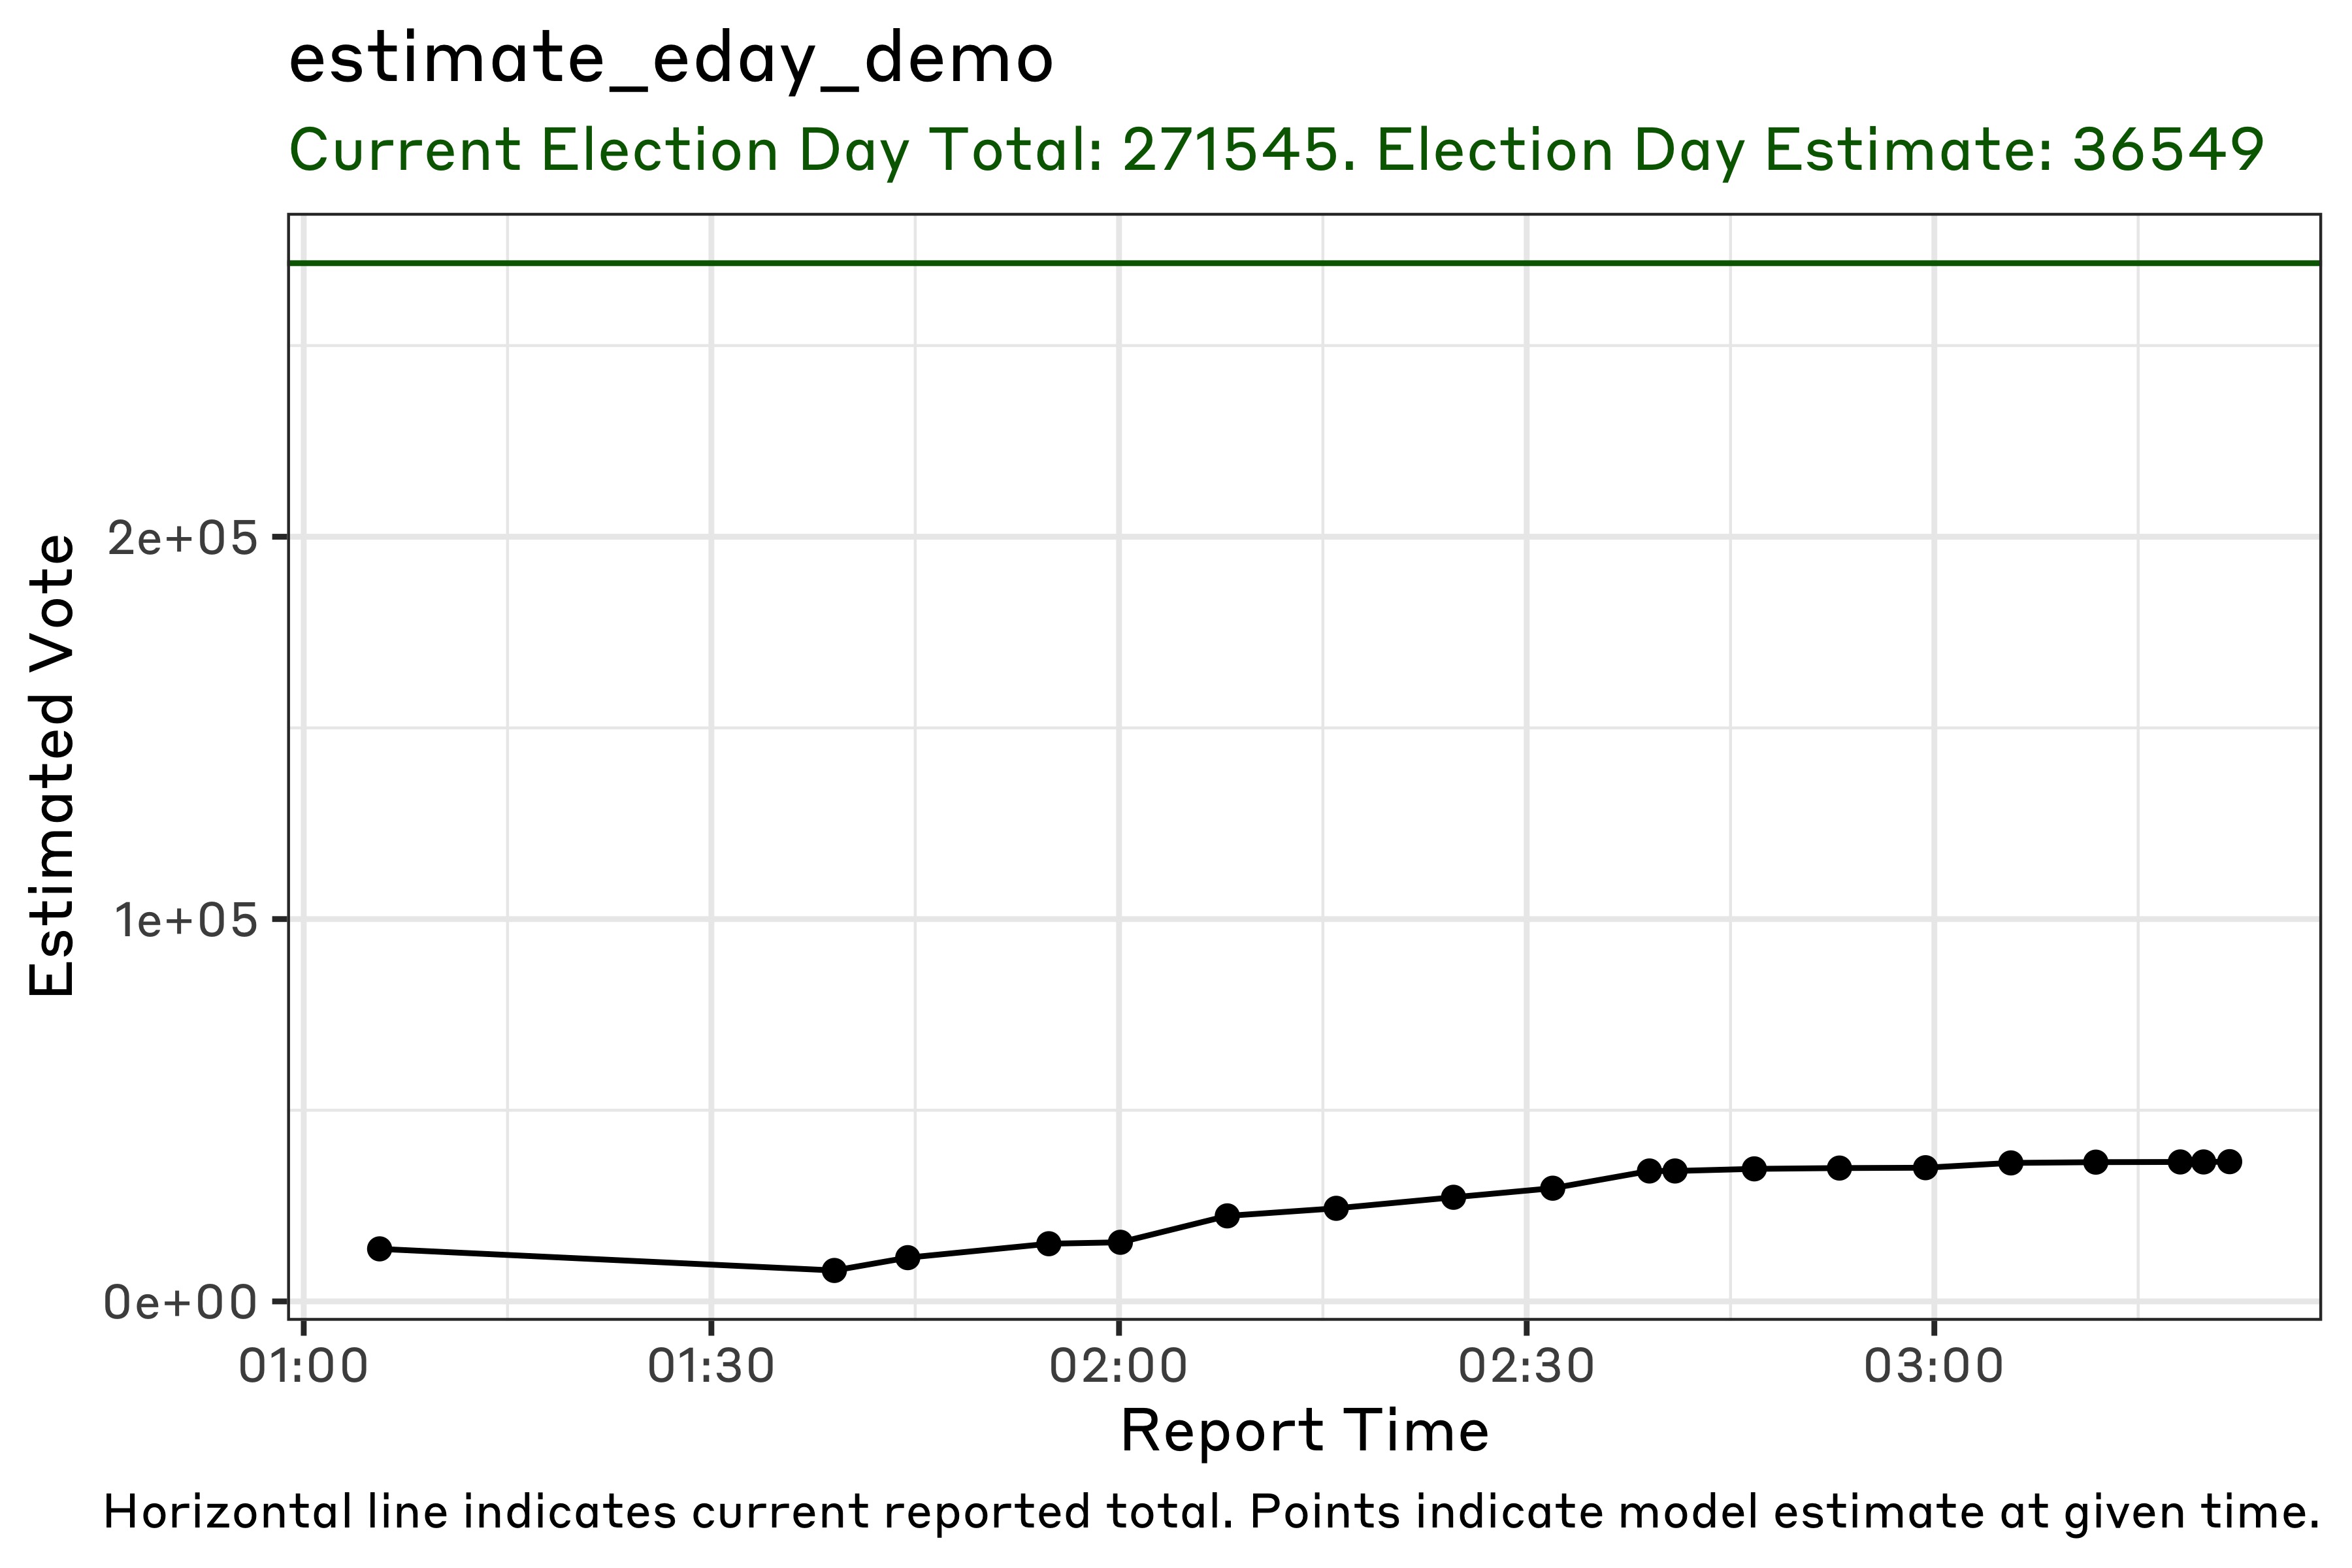 estimate_eday_demo
Current Election Day Total: 271545. Election Day Estimate: 36549
Estimated Vote
2e+05
1e+05
0e+00
01:00 01:30 02:00 02:30 03:00
Report Time
Horizontal line indicates current reported total. Points indicate model estimate at given time.